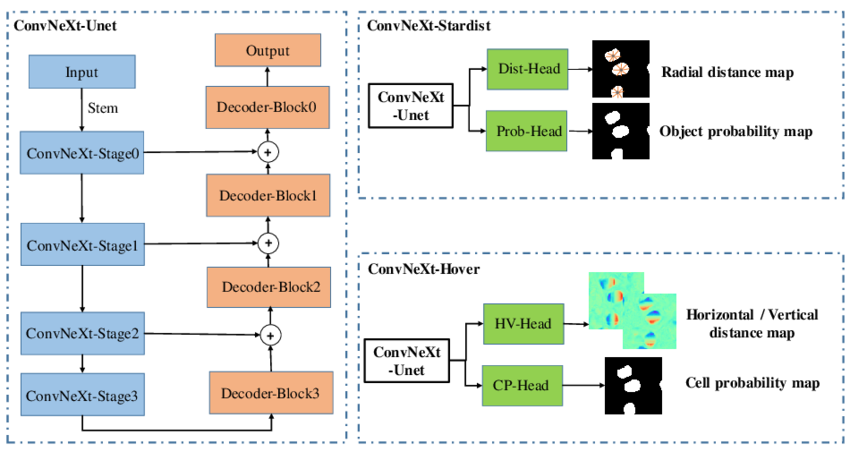 ConvNeXt-Unet
Input
Stem
ConvNeXt-Stage0
ConvNeXt-Stage1
ConvNeXt-Stage2
ConvNeXt-Stage3
Output
Decoder-Block0
+
Decoder-Block1
+
Decoder-Block2
+
Decoder-Block3
ConvNeXt-Stardist
ConvNeXt
-Unet
Dist-Head
Radial distance map
Prob-Head
Object probability map
ConvNeXt-Hover
ConvNeXt
-Unet
HV-Head
Horizontal / Vertical
distance map
CP-Head
Cell probability map